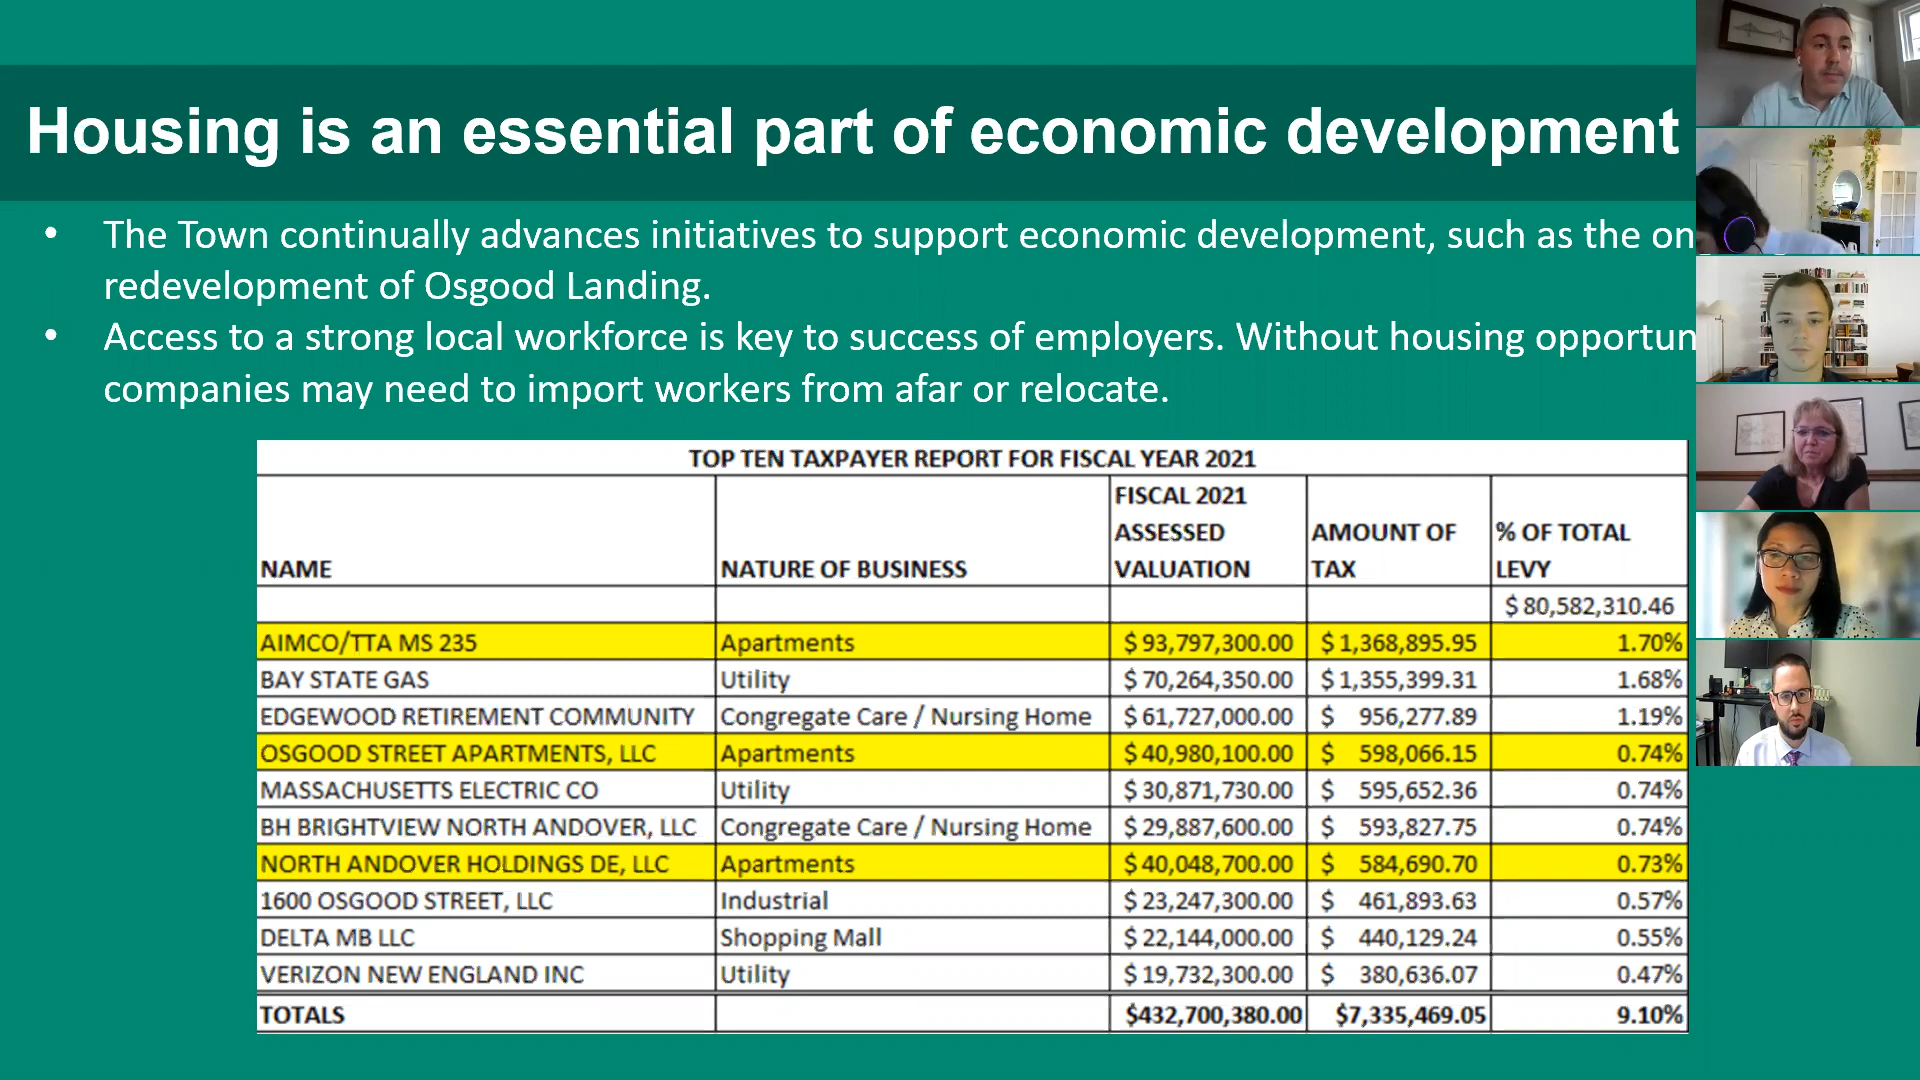 Housing is an essential part of economic development
• The Town continually advances initiatives to support economic development, such as the on
redevelopment of Osgood Landing.
• Access to a strong local workforce is key to success of employers. Without housing opportun
companies may need to import workers from afar or relocate.
TOP TEN TAXPAYER REPORT FOR FISCAL YEAR 2021
NAME NATURE OF BUSINESS FISCAL 2021 ASSESSED VALUATION AMOUNT OF TAX % OF TOTAL LEVY
$ 80,582,310.46
AIMCO/TTA MS 235 Apartments $ 93,797,300.00 $ 1,368,895.95 1.70%
BAY STATE GAS Utility $ 70,264,350.00 $ 1,355,399.31 1.68%
EDGEWOOD RETIREMENT COMMUNITY Congregate Care / Nursing Home $ 61,727,000.00 $ 956,277.89 1.19%
OSGOOD STREET APARTMENTS, LLC Apartments $ 40,980,100.00 $ 598,066.15 0.74%
MASSACHUSETTS ELECTRIC CO Utility $ 30,871,730.00 $ 595,652.36 0.74%
BH BRIGHTVIEW NORTH ANDOVER, LLC Congregate Care / Nursing Home $ 29,887,600.00 $ 593,827.75 0.74%
NORTH ANDOVER HOLDINGS DE, LLC Apartments $ 40,048,700.00 $ 584,690.70 0.73%
1600 OSGOOD STREET, LLC Industrial $ 23,247,300.00 $ 461,893.63 0.57%
DELTA MB LLC Shopping Mall $ 22,144,000.00 $ 440,129.24 0.55%
VERIZON NEW ENGLAND INC Utility $ 19,732,300.00 $ 380,636.07 0.47%
TOTALS $432,700,380.00 $7,335,469.05 9.10%